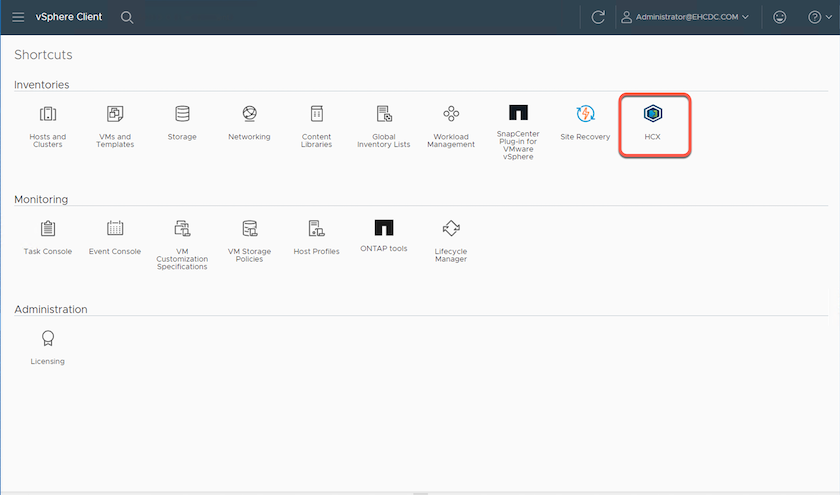 vSphere Client
Administrator@EHCDC.COM
Shortcuts
Inventories
Hosts and
Clusters
VMs and
Templates
Storage
Networking
Content
Libraries
Global
Inventory Lists
Workload
Management
SnapCenter
Plug-in for
VMware
vSphere
Site Recovery
HCX
Monitoring
Task Console
Event Console
VM
Customization
Specifications
VM Storage
Policies
Host Profiles
ONTAP tools
Lifecycle
Manager
Administration
Licensing